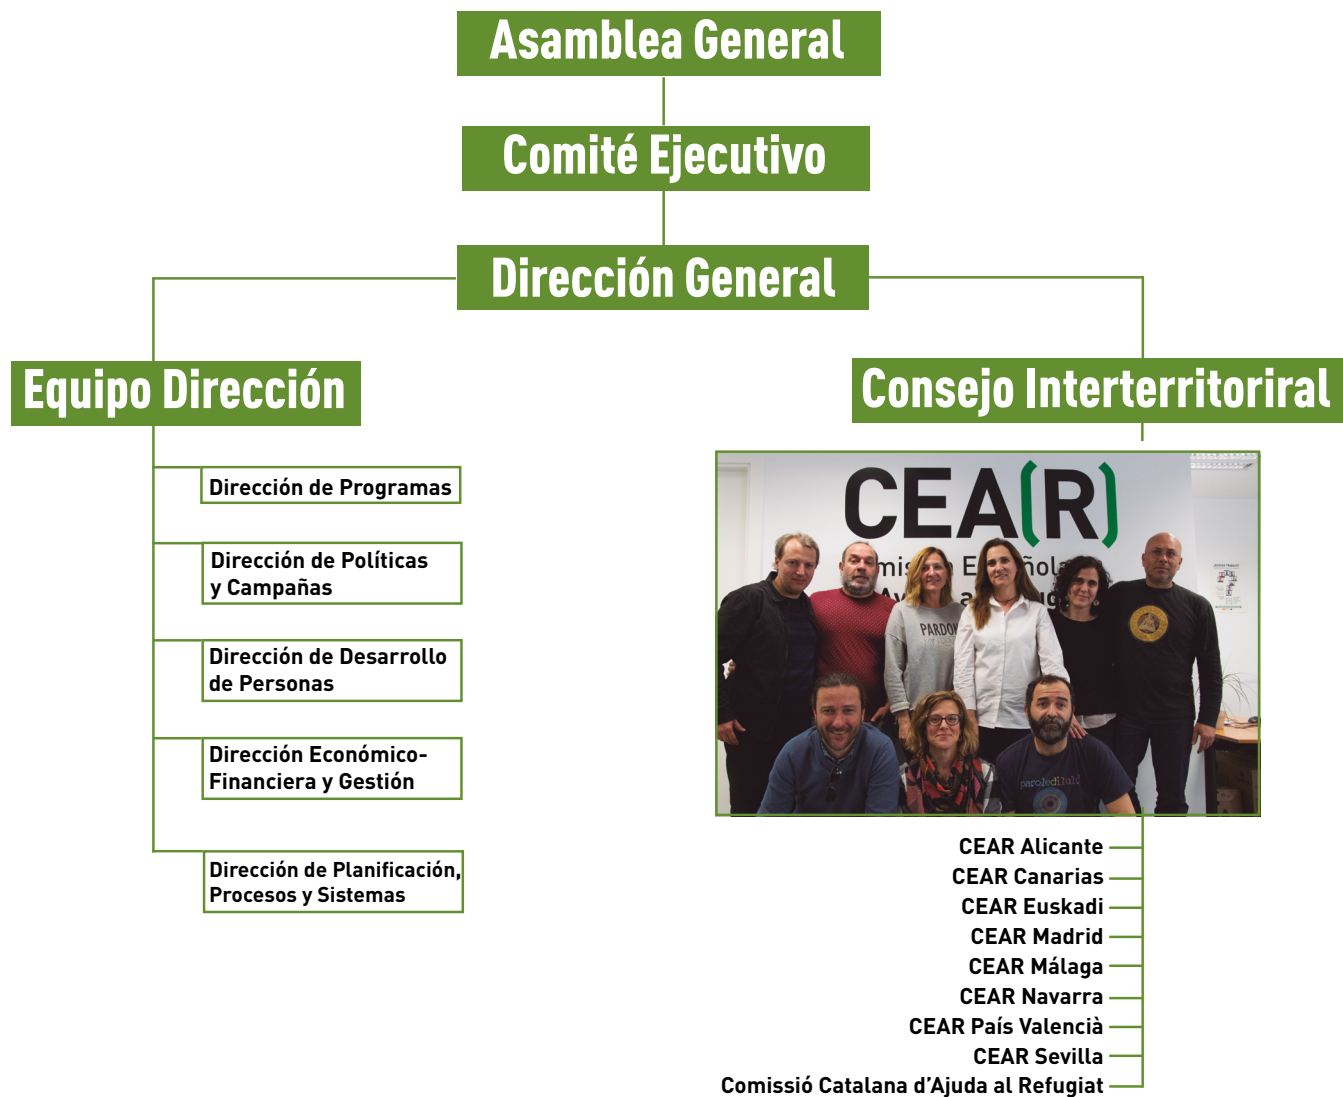 Asamblea General
Comité Ejecutivo
Dirección General
Equipo Dirección
Consejo Interterritoriral
Dirección de Programas
Dirección de Políticas
y Campañas
Dirección de Desarrollo
de Personas
Dirección Económico-
Financiera y Gestión
Dirección de Planificación,
Procesos y Sistemas
CEA(R)
PARDON
CEAR Alicante
CEAR Canarias
CEAR Euskadi
CEAR Madrid
CEAR Málaga
CEAR Navarra
CEAR País Valencià
CEAR Sevilla
Comissió Catalana d’Ajuda al Refugiat